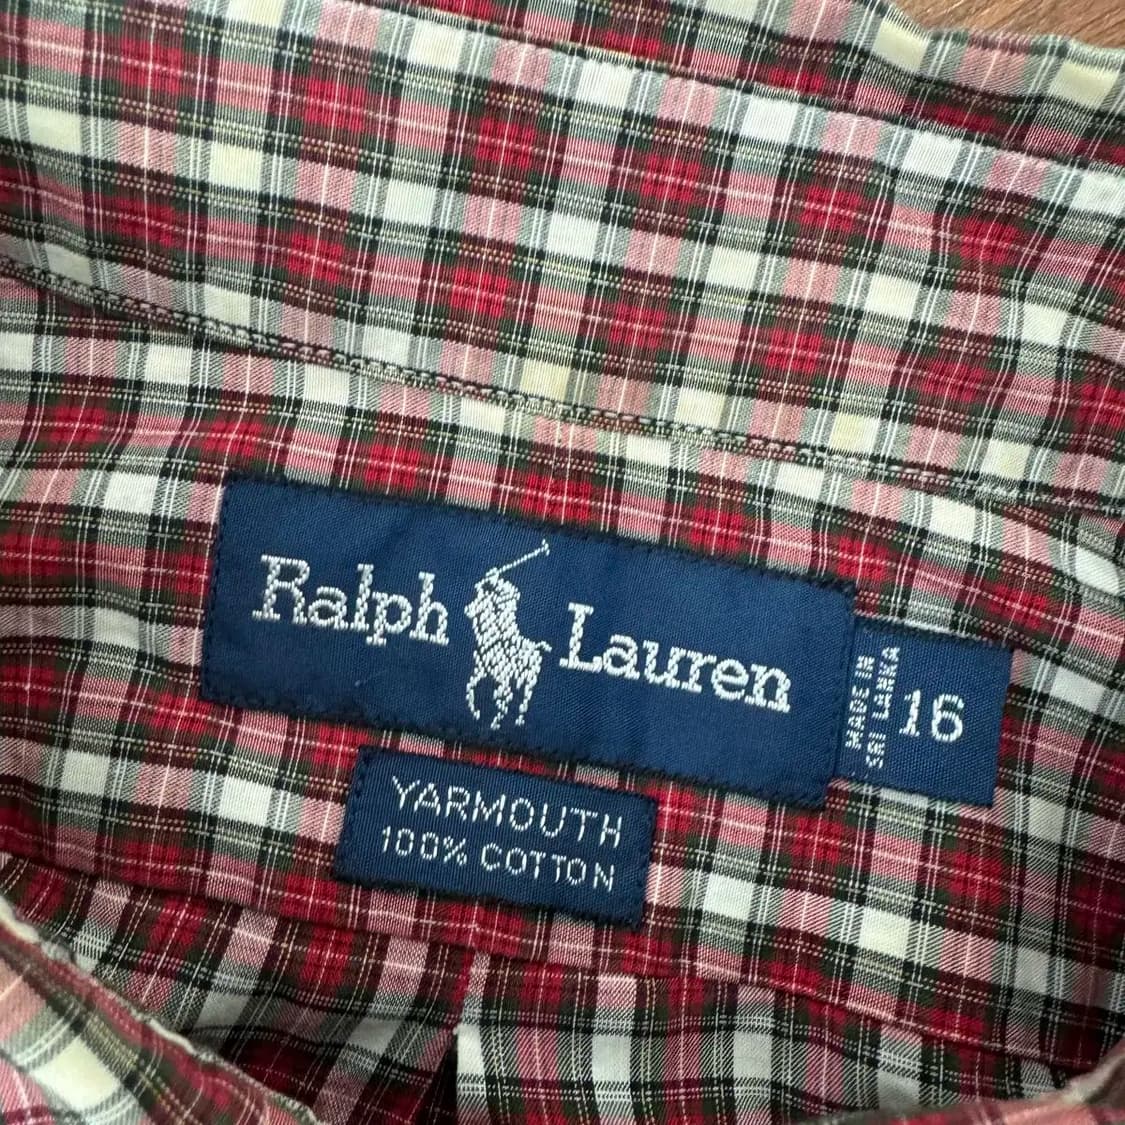 Ralph Lauren
MADE IN
SRI LANKA
16
YARMOUTH
100% COTTON